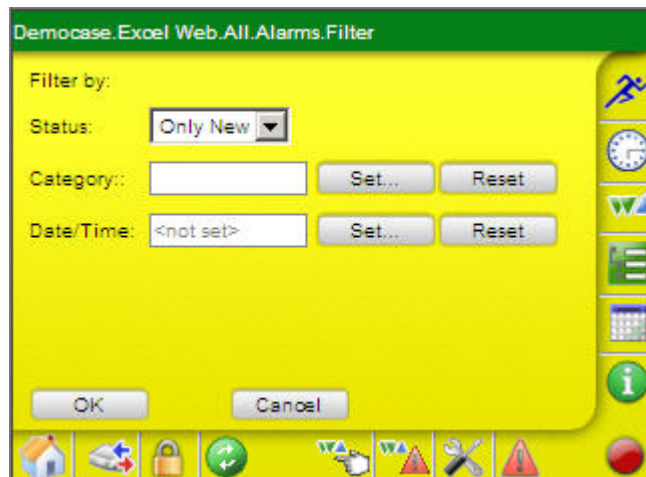 Democase.Excel Web.All.Alarms.Filter
Filter by:
Status: Only New
Category:: Set... Reset
Date/Time: <not set> Set... Reset
OK Cancel